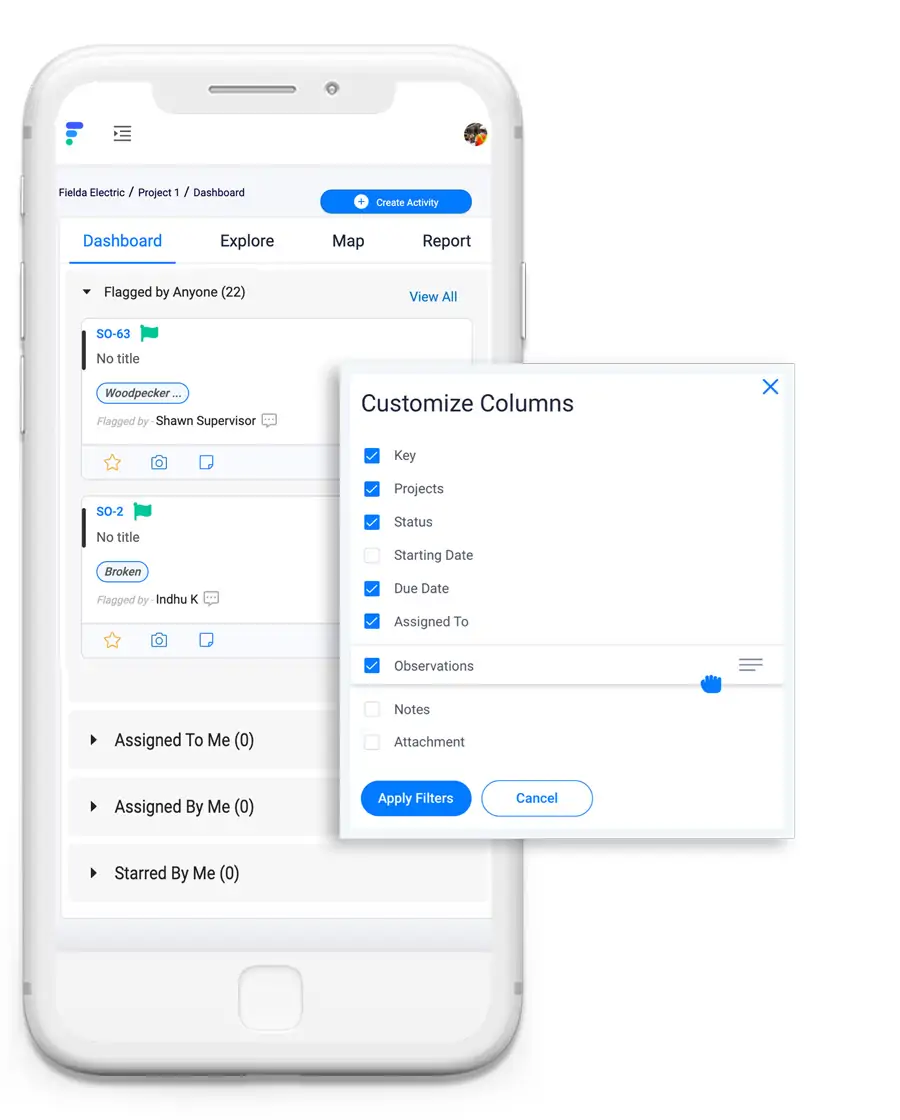 Fielda Electric / Project 1 / Dashboard
Create Activity
Dashboard Explore Map Report
Flagged by Anyone (22)
View All
SO-63
No title
Woodpecker ...
Flagged by - Shawn Supervisor
SO-2
No title
Broken
Flagged by - Indhu K
Assigned To Me (0)
Assigned By Me (0)
Starred By Me (0)
Customize Columns
Key
Projects
Status
Starting Date
Due Date
Assigned To
Observations
Notes
Attachment
Apply Filters Cancel